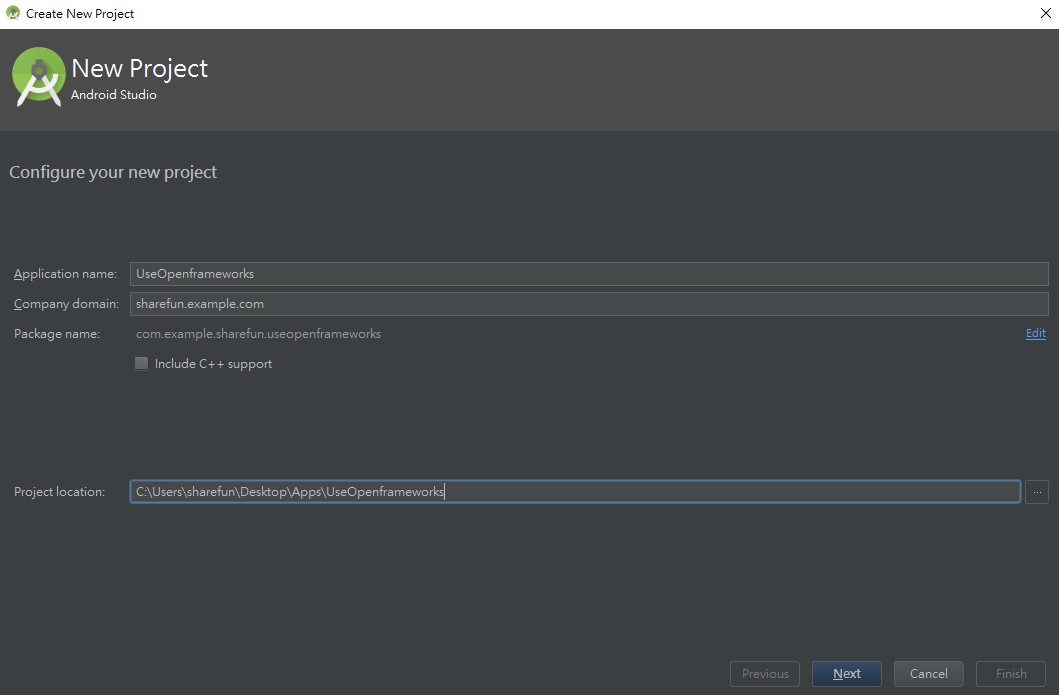 Create New Project
New Project
Android Studio
Configure your new project
Application name: UseOpenframeworks
Company domain: sharefun.example.com
Package name: com.example.sharefun.useopenframeworks Edit
Include C++ support
Project location: C:\Users\sharefun\Desktop\Apps\UseOpenframeworks ...
Previous Next Cancel Finish